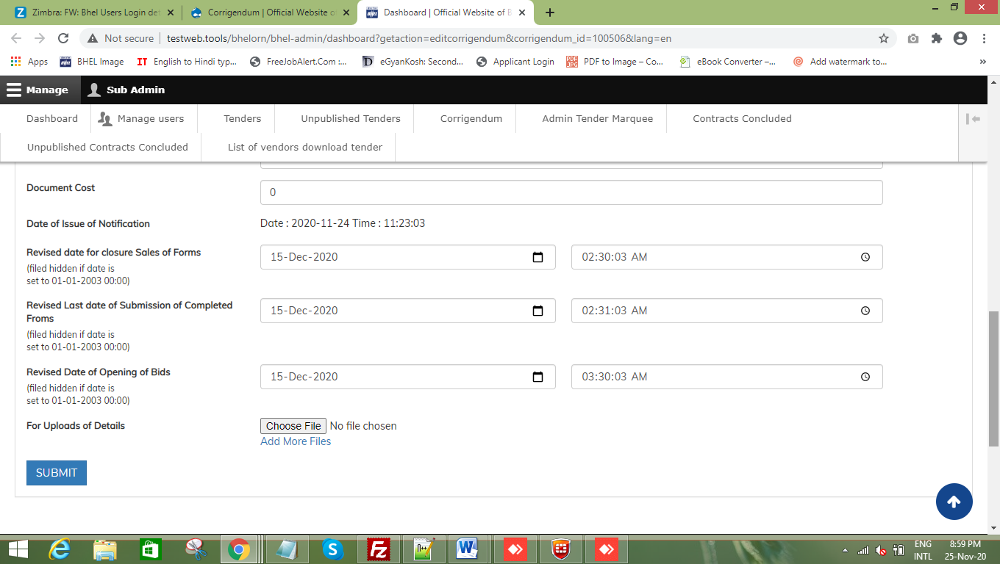 Zimbra: FW: Bhel Users Login det
Corrigendum | Official Website of
Dashboard | Official Website of B
Not secure
testweb.tools/bhelorn/bhel-admin/dashboard?getaction=editcorrigendum&corrigendum_id=100506&lang=en
Apps
BHEL Image
IT English to Hindi typ...
FreeJobAlert.Com :...
D eGyanKosh: Second...
Applicant Login
PDF to Image – Co...
eBook Converter –...
Add watermark to...
»
Manage
Sub Admin
Dashboard
Manage users
Tenders
Unpublished Tenders
Corrigendum
Admin Tender Marquee
Contracts Concluded
Unpublished Contracts Concluded
List of vendors download tender
Document Cost
0
Date of Issue of Notification
Date : 2020-11-24 Time : 11:23:03
Revised date for closure Sales of Forms
(filed hidden if date is
set to 01-01-2003 00:00)
15-Dec-2020
02:30:03 AM
Revised Last date of Submission of Completed
Froms
(filed hidden if date is
set to 01-01-2003 00:00)
15-Dec-2020
02:31:03 AM
Revised Date of Opening of Bids
(filed hidden if date is
set to 01-01-2003 00:00)
15-Dec-2020
03:30:03 AM
For Uploads of Details
Choose File No file chosen
Add More Files
SUBMIT
ENG
INTL
8:59 PM
25-Nov-20